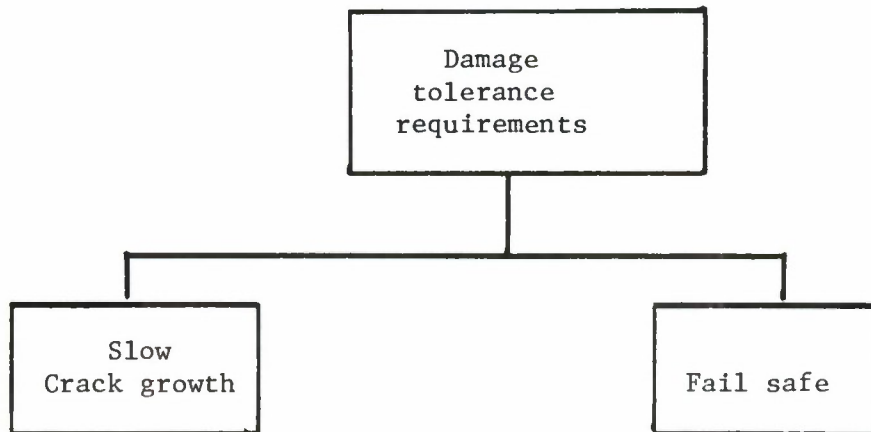 Damage
tolerance
requirements
Slow
Crack growth
Fail safe